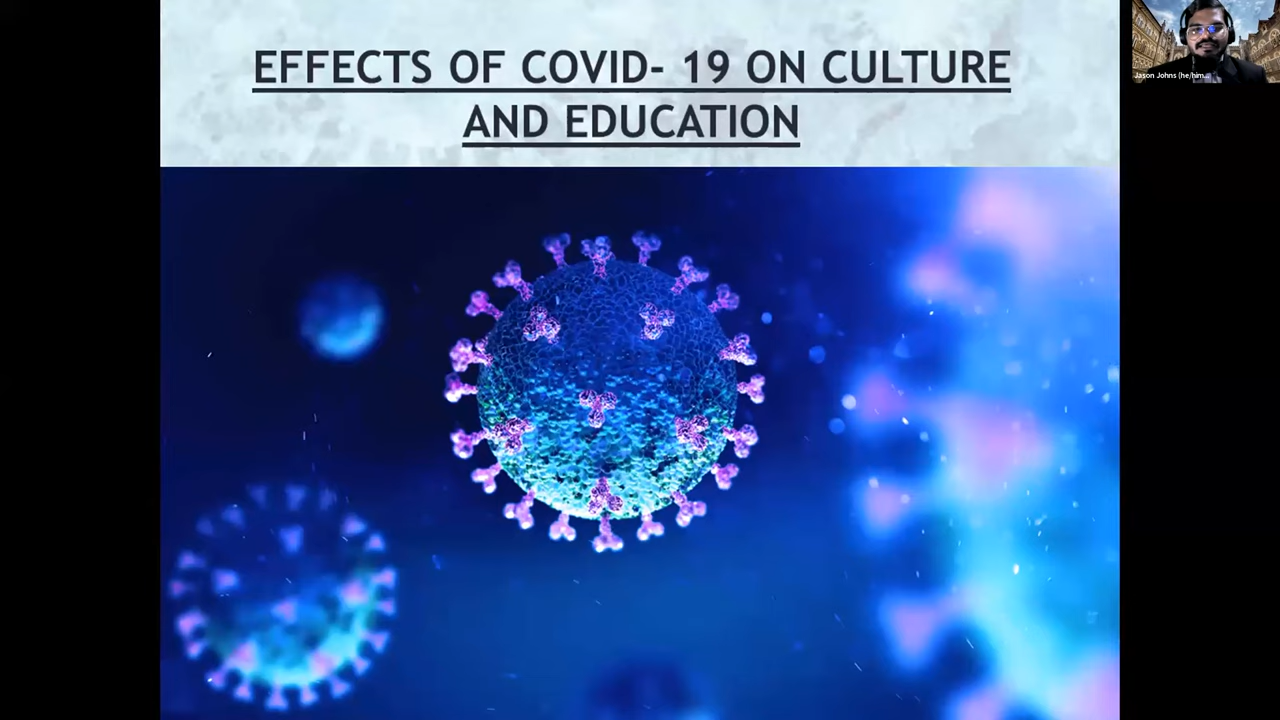 EFFECTS OF COVID- 19 ON CULTURE
AND EDUCATION
Jason Johns (he/him...